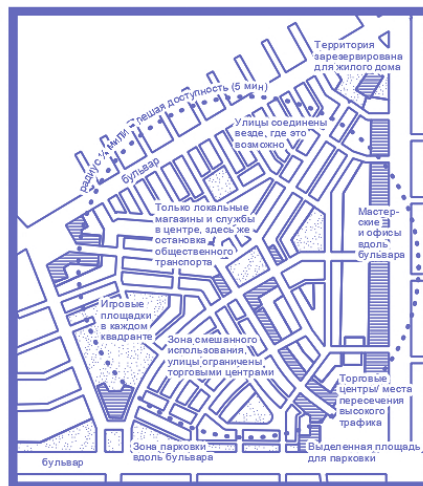 Территория
зарезервирована
для жилого дома
радиус ¼ мили пешая доступность (5 мин)
Улицы соединены
везде, где это
возможно
бульвар
Только локальные
магазины и службы
в центре, здесь же
остановка
общественного
транспорта
Мастер-
ские
и офисы
вдоль
бульвара
Игровые
площадки
в каждом
квадранте
Зона смешанного
использования,
улицы ограничены
торговыми центрами
Торговые
центры/ места
пересечения
высокого
трафика
Зона парковки
вдоль бульвара
Выделенная площадь
для парковки
бульвар